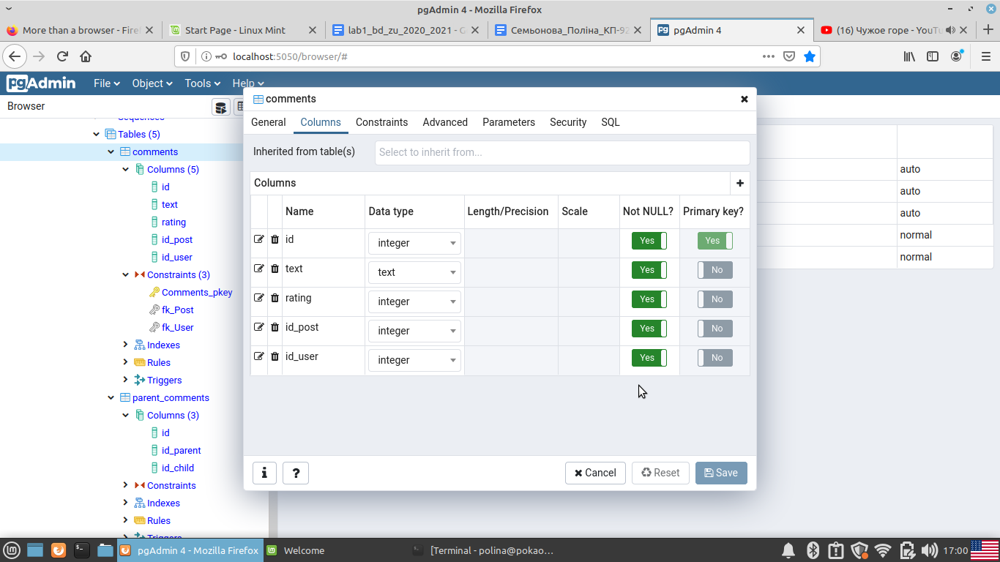 pgAdmin 4 - Mozilla Firefox
More than a browser - Firef
Start Page - Linux Mint
lab1_bd_zu_2020_2021 - G
Семьонова_Поліна_КП-92
pgAdmin 4
(16) Чужое горе - YouTu
localhost:5050/browser/#
pgAdmin File Object Tools Help
Browser
Sequences
Tables (5)
comments
Columns (5)
id
text
rating
id_post
id_user
Constraints (3)
Comments_pkey
fk_Post
fk_User
Indexes
Rules
Triggers
parent_comments
Columns (3)
id
id_parent
id_child
Constraints
Indexes
Rules
Triggers
comments
General Columns Constraints Advanced Parameters Security SQL
Inherited from table(s) Select to inherit from...
Columns
Name Data type Length/Precision Scale Not NULL? Primary key?
id integer Yes Yes
text text Yes No
rating integer Yes No
id_post integer Yes No
id_user integer Yes No
i ? Cancel Reset Save
auto
auto
auto
normal
normal
pgAdmin 4 - Mozilla Firefox
Welcome
[Terminal - polina@pokao...
17:00